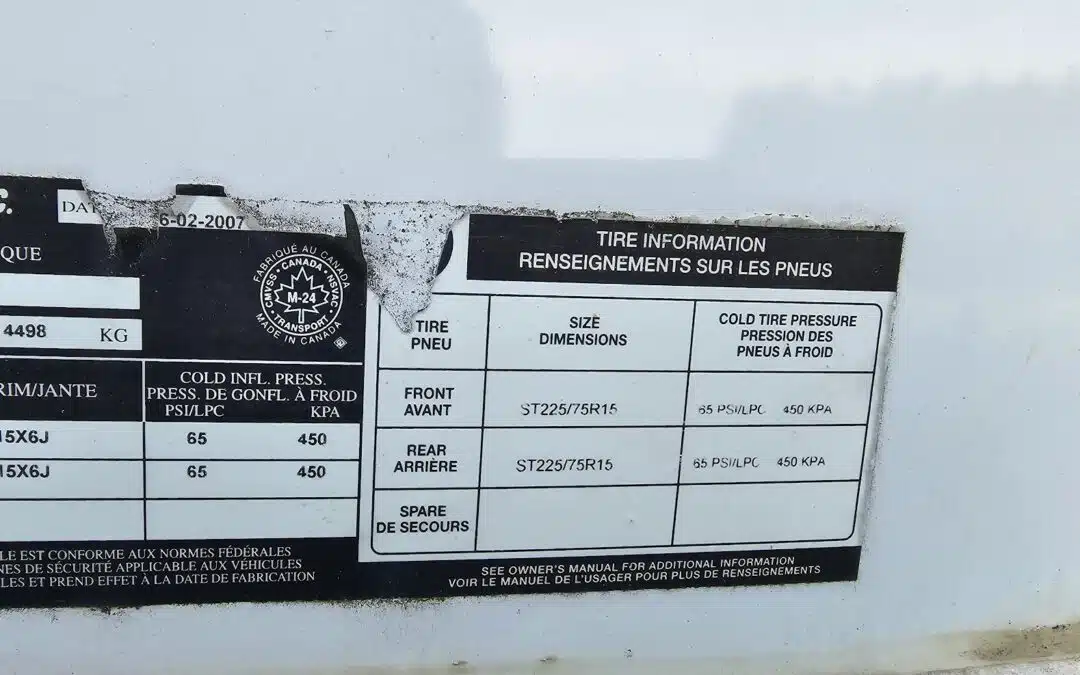 6-02-2007
QUE
4498 KG
FABRIQUÉ AU CANADA
CANADA
CMVSS NSVAC
M-24
TRANSPORT
MADE IN CANADA
RIM/JANTE
COLD INFL. PRESS.
PRESS. DE GONFL. À FROID
PSI/LPC KPA
15X6J 65 450
15X6J 65 450
LE EST CONFORME AUX NORMES FÉDÉRALES
NES DE SÉCURITÉ APPLICABLE AUX VÉHICULES
LES ET PREND EFFET À LA DATE DE FABRICATION
TIRE INFORMATION
RENSEIGNEMENTS SUR LES PNEUS
TIRE
PNEU
SIZE
DIMENSIONS
COLD TIRE PRESSURE
PRESSION DES
PNEUS À FROID
FRONT
AVANT
ST225/75R15
65 PSI/LPC 450 KPA
REAR
ARRIÈRE
ST225/75R15
65 PSI/LPC 450 KPA
SPARE
DE SECOURS
SEE OWNER'S MANUAL FOR ADDITIONAL INFORMATION
VOIR LE MANUEL DE L'USAGER POUR PLUS DE RENSEIGNEMENTS